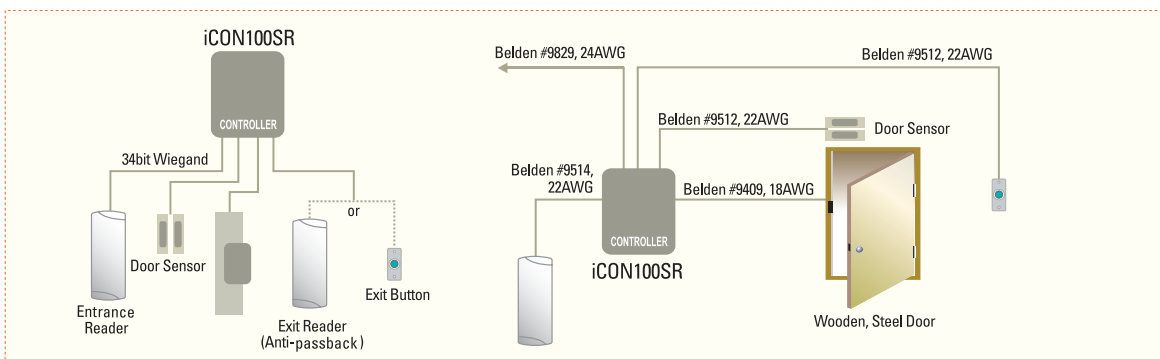 iCON100SR
CONTROLLER
34bit Wiegand
or
Door Sensor
Entrance
Reader
Exit Reader
(Anti-passback)
Exit Button
Belden #9829, 24AWG
Belden #9512, 22AWG
Belden #9512, 22AWG
Door Sensor
Belden #9514,
22AWG
Belden #9409, 18AWG
CONTROLLER
iCON100SR
Wooden, Steel Door